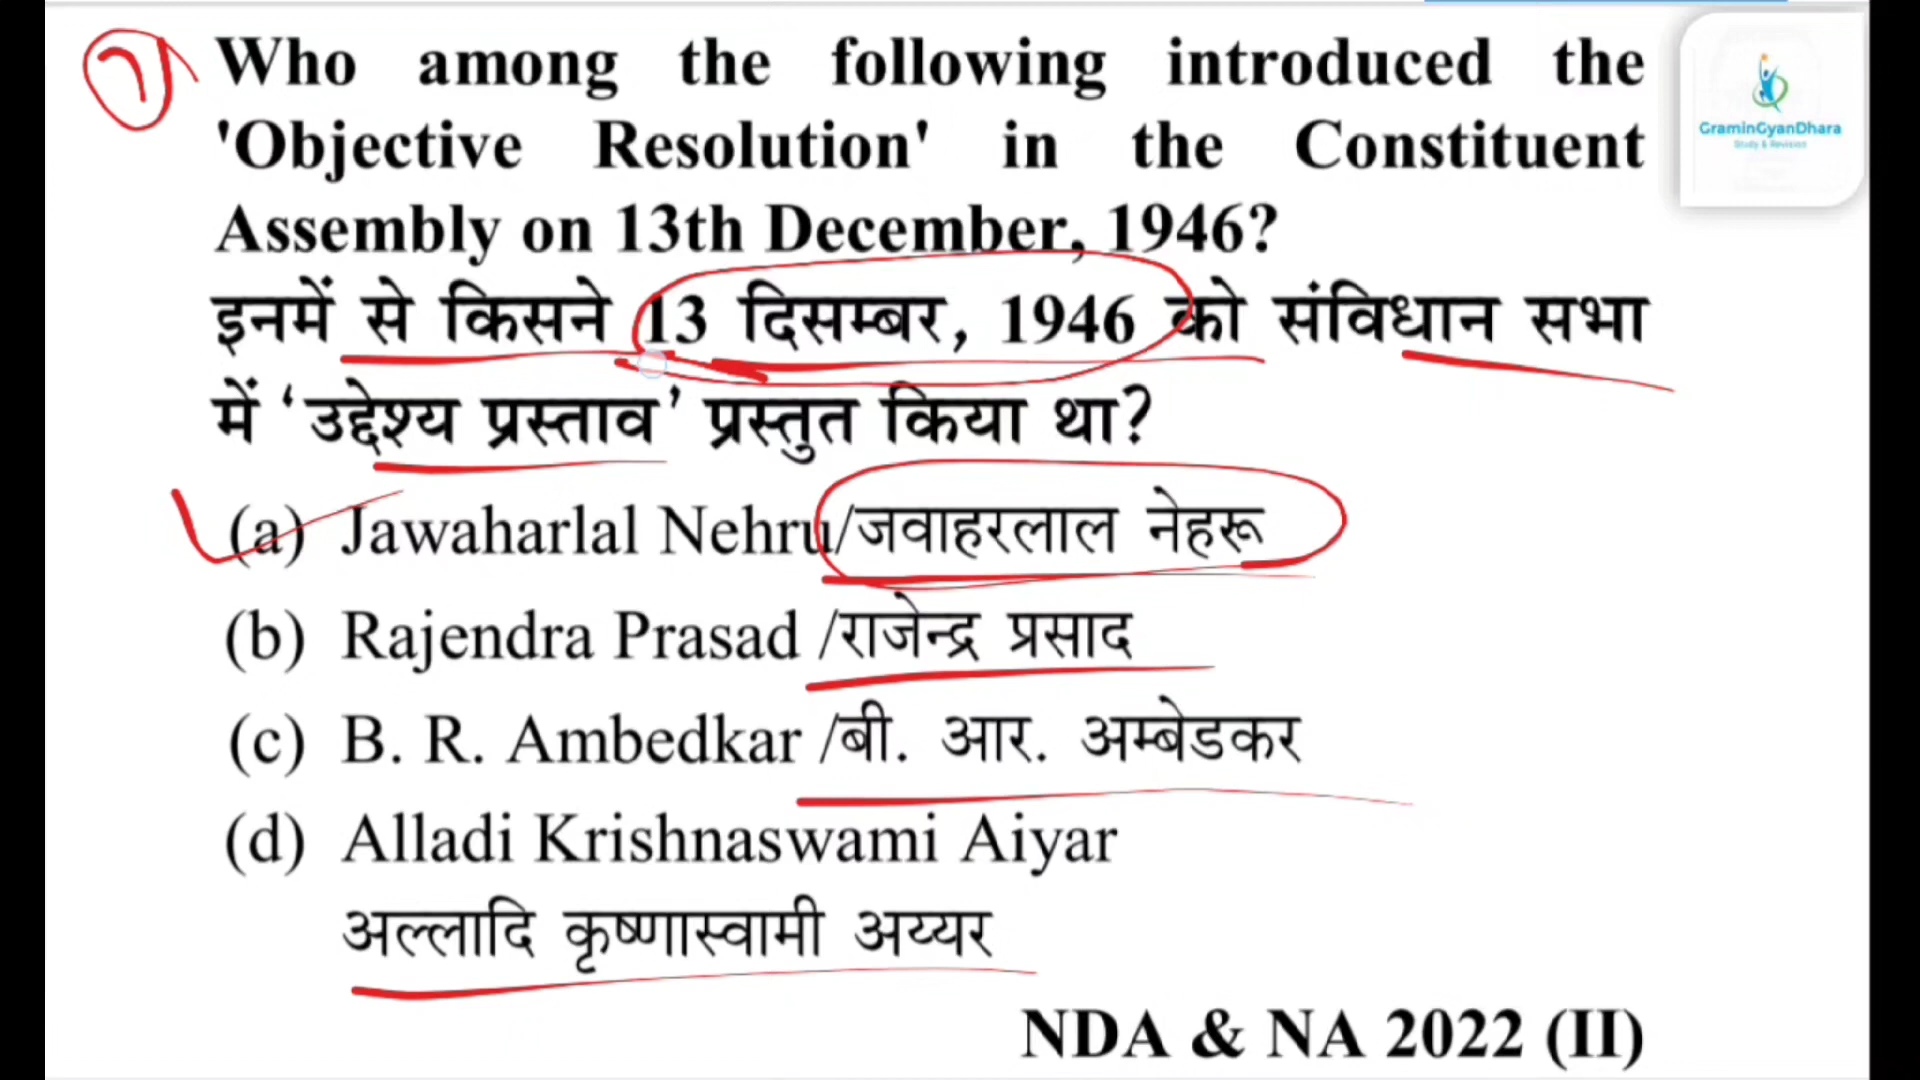 7
Who among the following introduced the
'Objective Resolution' in the Constituent
Assembly on 13th December, 1946?
इनमें से किसने 13 दिसम्बर, 1946 को संविधान सभा
में ‘उद्देश्य प्रस्ताव’ प्रस्तुत किया था?
(a) Jawaharlal Nehru/जवाहरलाल नेहरू
(b) Rajendra Prasad /राजेन्द्र प्रसाद
(c) B. R. Ambedkar /बी. आर. अम्बेडकर
(d) Alladi Krishnaswami Aiyar
अल्लादि कृष्णास्वामी अय्यर
NDA & NA 2022 (II)
GraminGyanDhara
Study & Revision